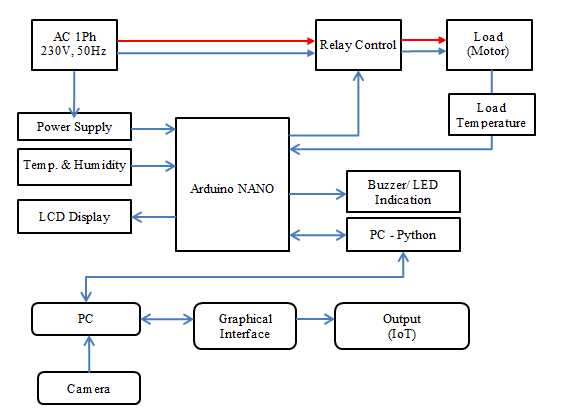 AC 1Ph
230V, 50Hz
Relay Control
Load
(Motor)
Load
Temperature
Power Supply
Temp. & Humidity
LCD Display
Arduino NANO
Buzzer/ LED
Indication
PC - Python
PC
Graphical
Interface
Output
(IoT)
Camera